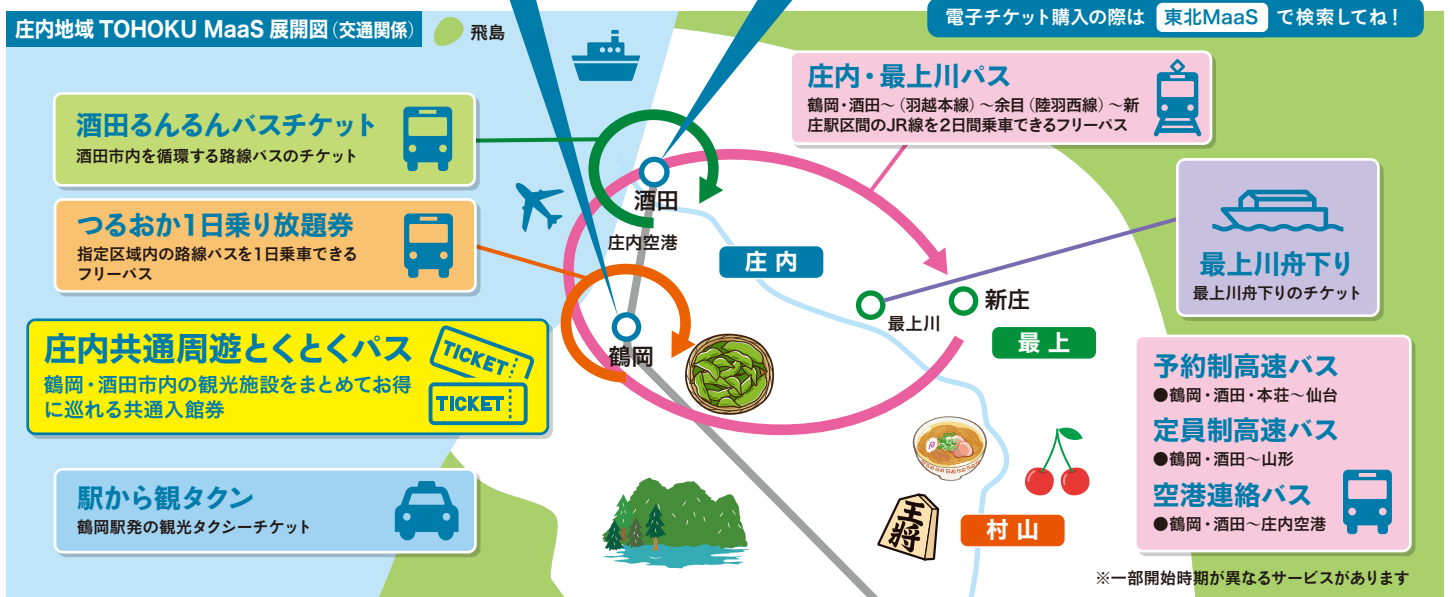 庄内地域 TOHOKU MaaS 展開図（交通関係）
飛島
電子チケット購入の際は 東北MaaS で検索してね！
酒田るんるんバスチケット
酒田市内を循環する路線バスのチケット
つるおか1日乗り放題券
指定区域内の路線バスを1日乗車できる
フリーパス
庄内共通周遊とくとくパス
鶴岡・酒田市内の観光施設をまとめてお得
に巡れる共通入館券
TICKET
TICKET
駅から観タクン
鶴岡駅発の観光タクシーチケット
酒田
庄内空港
鶴岡
庄内
最上川
新庄
最上
王将
村山
庄内・最上川パス
鶴岡・酒田～（羽越本線）～余目（陸羽西線）～新
庄駅区間のJR線を2日間乗車できるフリーパス
最上川舟下り
最上川舟下りのチケット
予約制高速バス
●鶴岡・酒田・本荘～仙台
定員制高速バス
●鶴岡・酒田～山形
空港連絡バス
●鶴岡・酒田～庄内空港
※一部開始時期が異なるサービスがあります